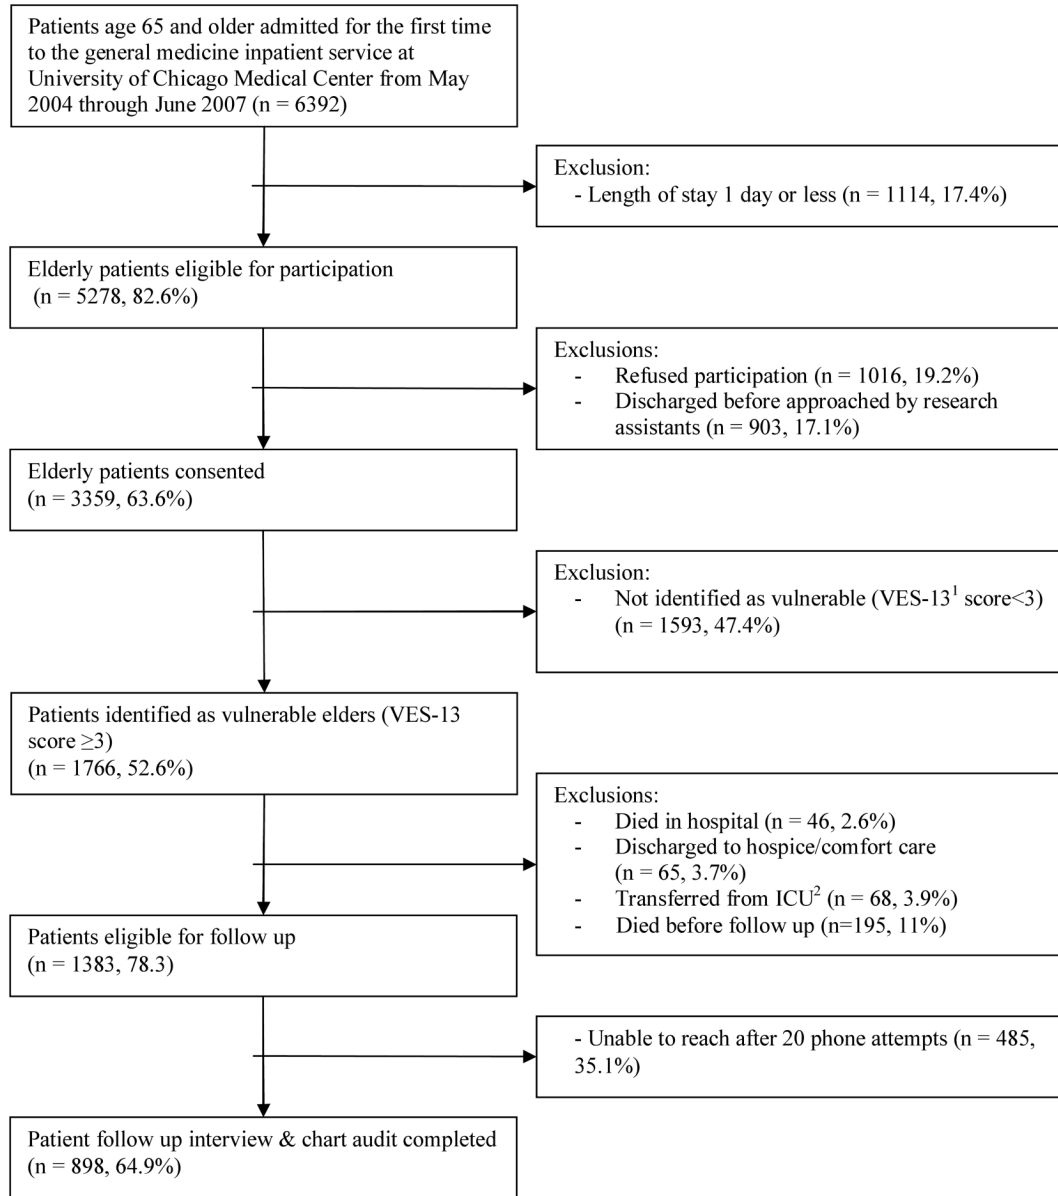 Patients age 65 and older admitted for the first time
to the general medicine inpatient service at
University of Chicago Medical Center from May
2004 through June 2007 (n = 6392)
Exclusion:
- Length of stay 1 day or less (n = 1114, 17.4%)
Elderly patients eligible for participation
(n = 5278, 82.6%)
Exclusions:
- Refused participation (n = 1016, 19.2%)
- Discharged before approached by research
assistants (n = 903, 17.1%)
Elderly patients consented
(n = 3359, 63.6%)
Exclusion:
- Not identified as vulnerable (VES-13¹ score<3)
(n = 1593, 47.4%)
Patients identified as vulnerable elders (VES-13
score ≥3)
(n = 1766, 52.6%)
Exclusions:
- Died in hospital (n = 46, 2.6%)
- Discharged to hospice/comfort care
(n = 65, 3.7%)
- Transferred from ICU² (n = 68, 3.9%)
- Died before follow up (n=195, 11%)
Patients eligible for follow up
(n = 1383, 78.3)
- Unable to reach after 20 phone attempts (n = 485,
35.1%)
Patient follow up interview & chart audit completed
(n = 898, 64.9%)